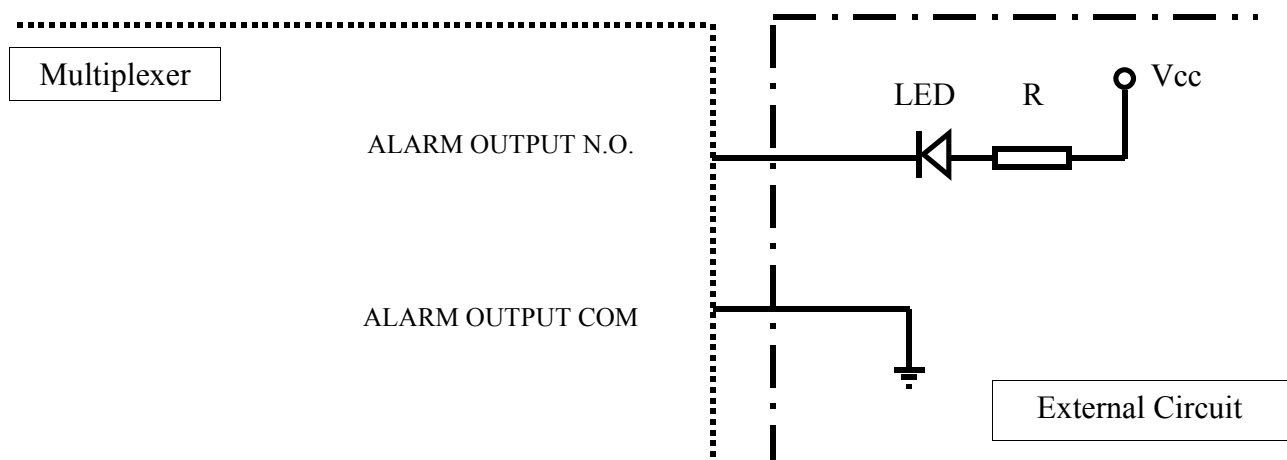 Multiplexer
Vcc
LED R
ALARM OUTPUT N.O.
ALARM OUTPUT COM
External Circuit